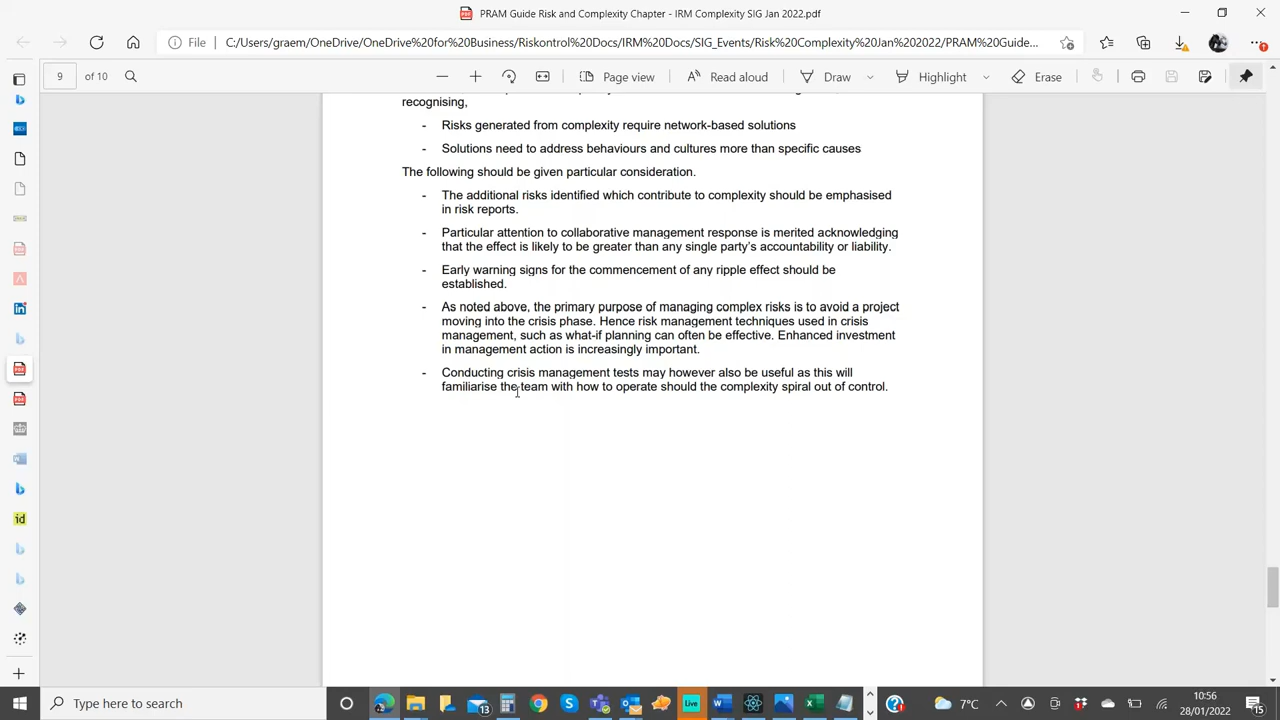 PRAM Guide Risk and Complexity Chapter - IRM Complexity SIG Jan 2022.pdf
File C:/Users/graem/OneDrive/OneDrive%20for%20Business/Riskontrol%20Docs/IRM%20Docs/SIG_Events/Risk%20Complexity%20Jan%202022/PRAM%20Guide...
9 of 10 Page view Read aloud Draw Highlight Erase
recognising,
- Risks generated from complexity require network-based solutions
- Solutions need to address behaviours and cultures more than specific causes
The following should be given particular consideration.
- The additional risks identified which contribute to complexity should be emphasised
in risk reports.
- Particular attention to collaborative management response is merited acknowledging
that the effect is likely to be greater than any single party's accountability or liability.
- Early warning signs for the commencement of any ripple effect should be
established.
- As noted above, the primary purpose of managing complex risks is to avoid a project
moving into the crisis phase. Hence risk management techniques used in crisis
management, such as what-if planning can often be effective. Enhanced investment
in management action is increasingly important.
- Conducting crisis management tests may however also be useful as this will
familiarise the team with how to operate should the complexity spiral out of control.
id
Type here to search
13
Live
7°C
10:56
28/01/2022
15